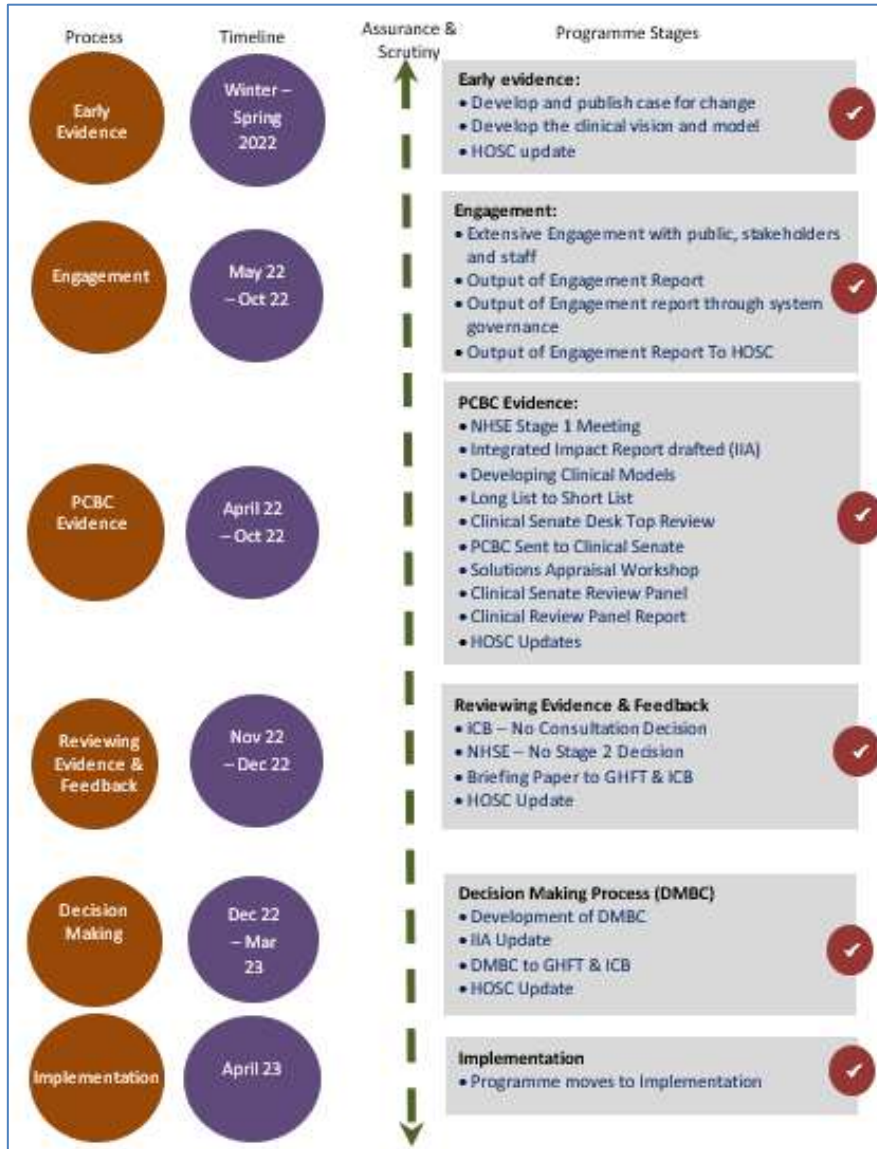 Process
Timeline
Assurance &
Scrutiny
Programme Stages
Early
Evidence
Winter –
Spring
2022
Early evidence:
• Develop and publish case for change
• Develop the clinical vision and model
• HOSC update
Engagement
May 22
– Oct 22
Engagement:
• Extensive Engagement with public, stakeholders
and staff
• Output of Engagement Report
• Output of Engagement report through system
governance
• Output of Engagement Report To HOSC
PCBC
Evidence
April 22
– Oct 22
PCBC Evidence:
• NHSE Stage 1 Meeting
• Integrated Impact Report drafted (IIA)
• Developing Clinical Models
• Long List to Short List
• Clinical Senate Desk Top Review
• PCBC Sent to Clinical Senate
• Solutions Appraisal Workshop
• Clinical Senate Review Panel
• Clinical Review Panel Report
• HOSC Updates
Reviewing
Evidence &
Feedback
Nov 22
– Dec 22
Reviewing Evidence & Feedback
• ICB – No Consultation Decision
• NHSE – No Stage 2 Decision
• Briefing Paper to GHFT & ICB
• HOSC Update
Decision
Making
Dec 22
– Mar
23
Decision Making Process (DMBC)
• Development of DMBC
• IIA Update
• DMBC to GHFT & ICB
• HOSC Update
Implementation
April 23
Implementation
• Programme moves to Implementation